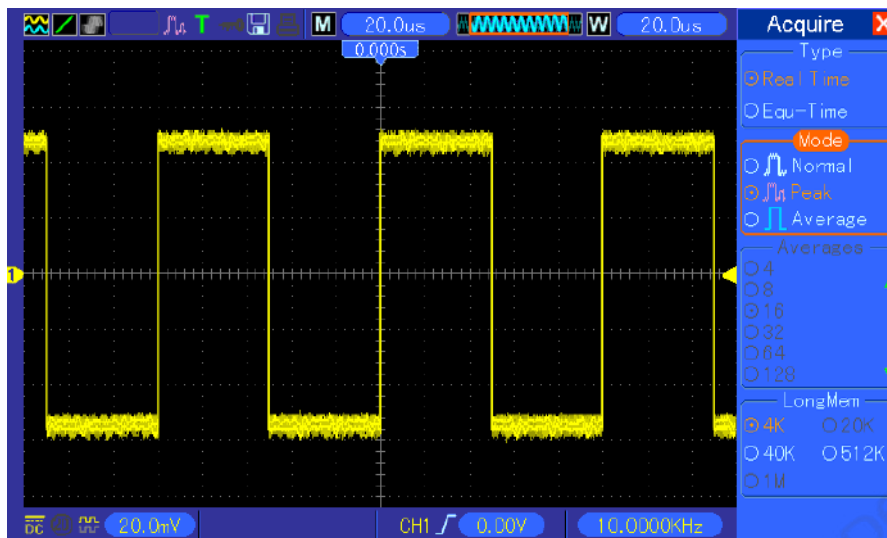 T M 20.0us W 20.0us Acquire X
0.000s
Type
Real Time
Equ-Time
Mode
Normal
Peak
Average
1
Averages
4
8
16
32
64
128
LongMem
4K 20K
40K 512K
1M
DC 20.0mV CH1 0.00V 10.0000KHz